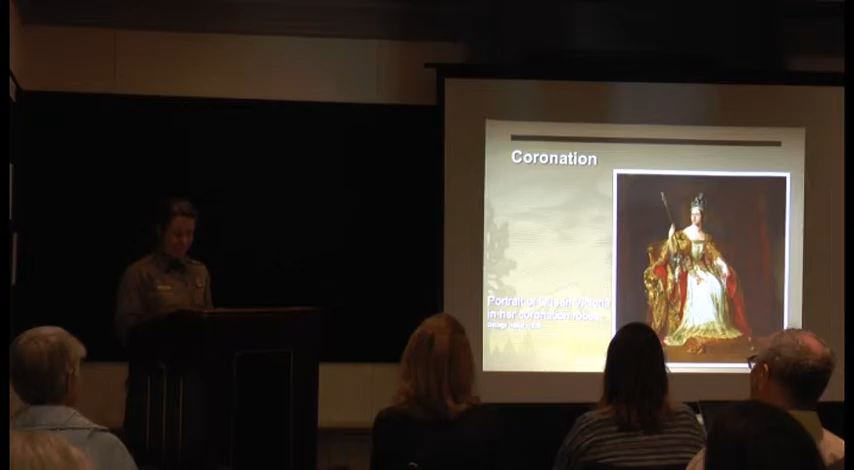 Coronation
Portrait of Queen Victoria
in her coronation robes